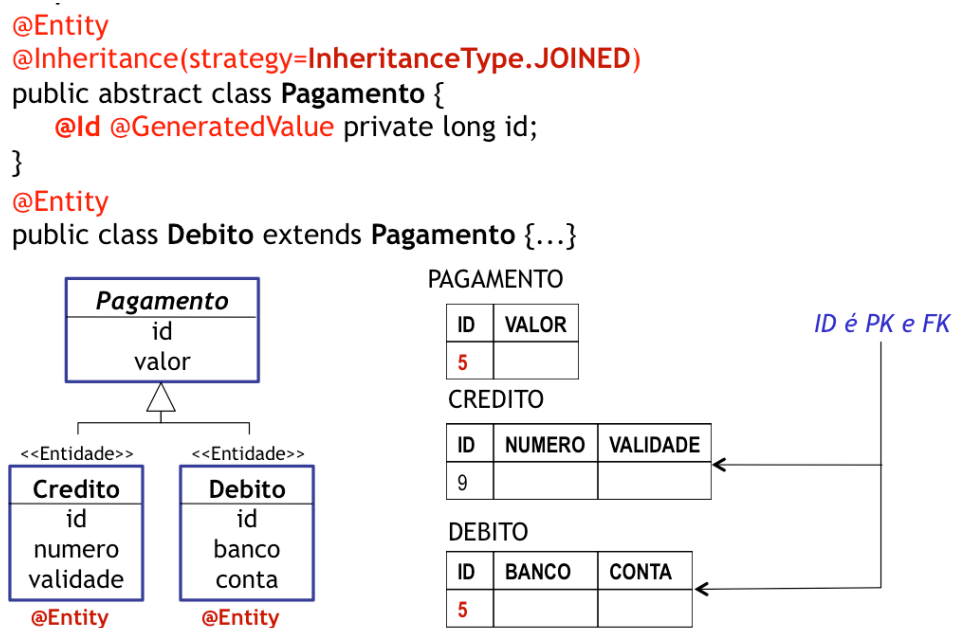 @Entity
@Inheritance(strategy=InheritanceType.JOINED)
public abstract class Pagamento {
@Id @GeneratedValue private long id;
}
@Entity
public class Debito extends Pagamento {...}
Pagamento
id
valor
<<Entidade>>
Credito
id
numero
validade
@Entity
<<Entidade>>
Debito
id
banco
conta
@Entity
PAGAMENTO
ID VALOR
5
CREDITO
ID NUMERO VALIDADE
9
DEBITO
ID BANCO CONTA
5
ID é PK e FK